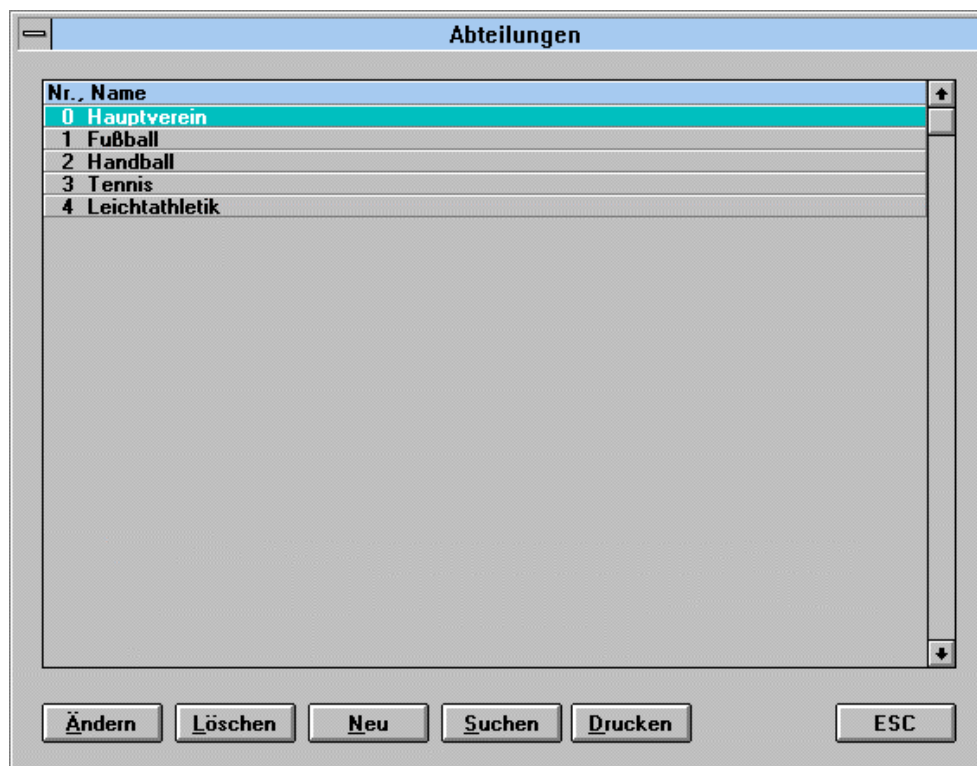 Abteilungen
Nr., Name
0 Hauptverein
1 Fußball
2 Handball
3 Tennis
4 Leichtathletik
Ändern Löschen Neu Suchen Drucken ESC